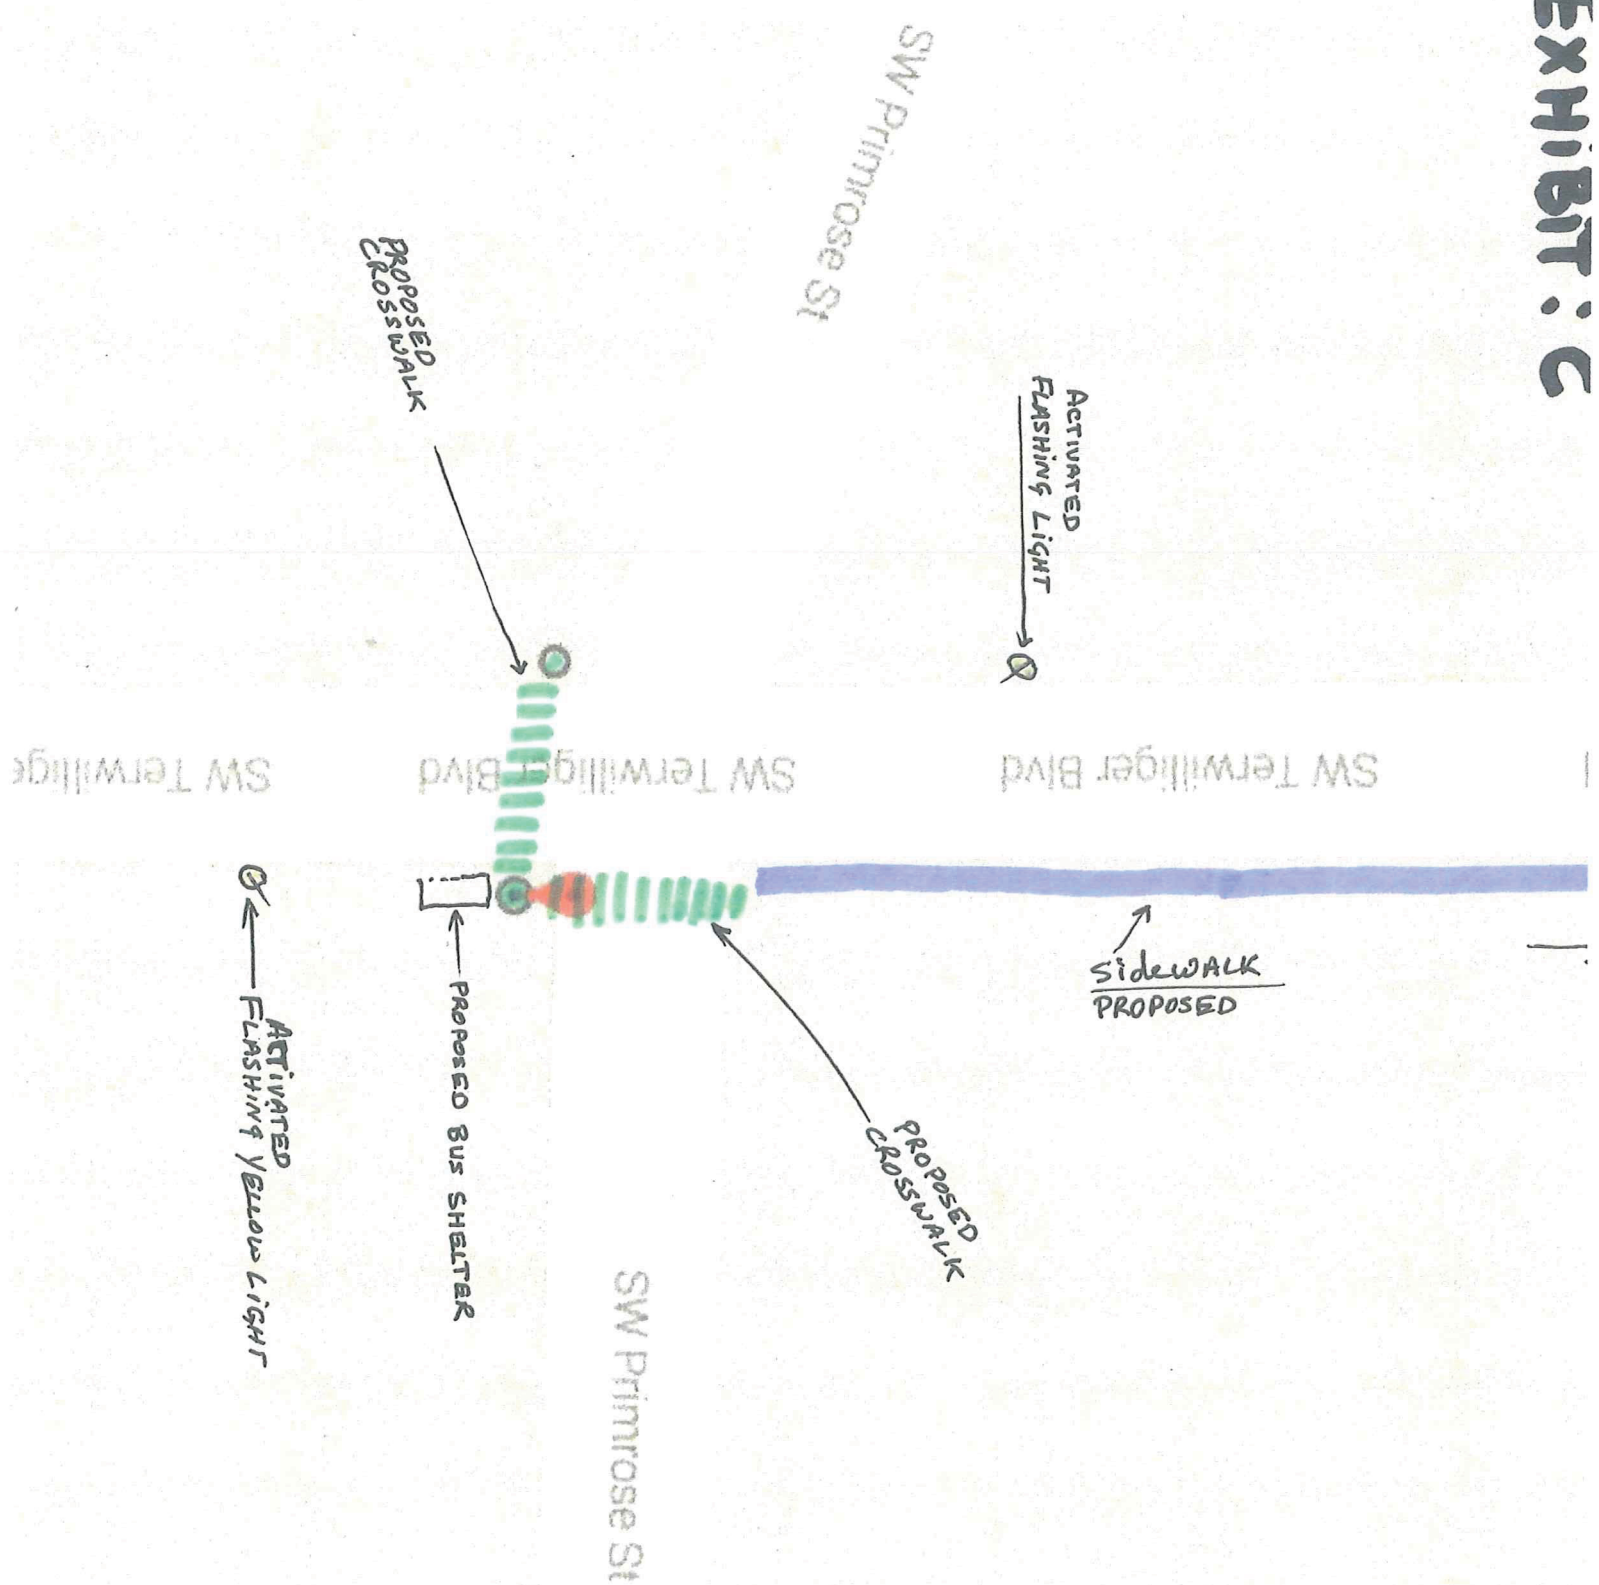 EXHiBiT : C
SW Primrose St
PROPOSED
CROSSWALK
ACTIVATED
FLASHING LIGHT
SW Terwillige
SW Terwilliger Blvd
SW Terwilliger Blvd
SideWALK
PROPOSED
ACTIVATED
FLASHING YELLOW LIGHT
PROPOSED BUS SHELTER
PROPOSED
CROSSWALK
SW Primrose St